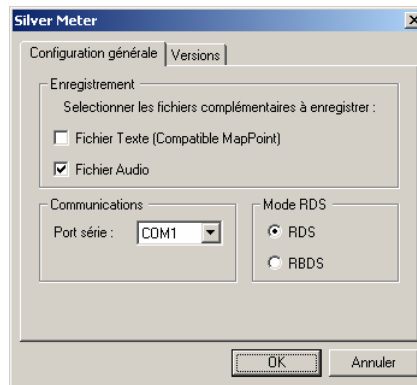 Silver Meter
Configuration générale
Versions
Enregistrement
Selectionner les fichiers complémentaires à enregistrer :
Fichier Texte (Compatible MapPoint)
Fichier Audio
Communications
Mode RDS
Port série :
COM1
RDS
RBDS
OK
Annuler